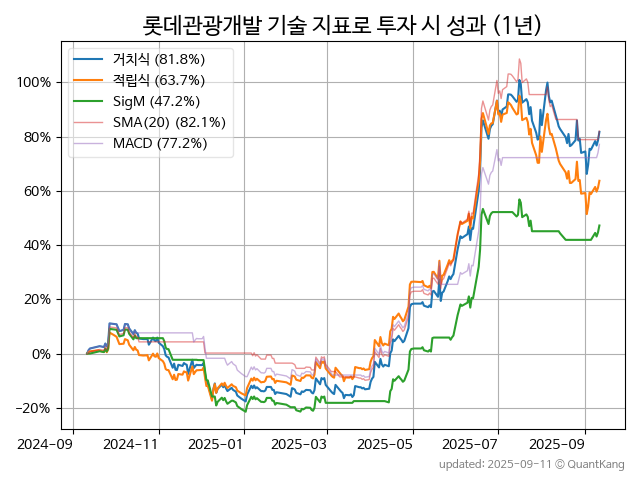 롯데관광개발 기술 지표로 투자 시 성과 (1년)
거치식 (81.8%)
적립식 (63.7%)
SigM (47.2%)
SMA(20) (82.1%)
MACD (77.2%)
100%
80%
60%
40%
20%
0%
−20%
2024-09
2024-11
2025-01
2025-03
2025-05
2025-07
2025-09
updated: 2025-09-11 © QuantKang